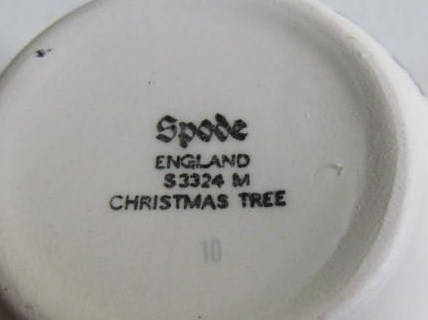 Spode
ENGLAND
S3324 M
CHRISTMAS TREE
10